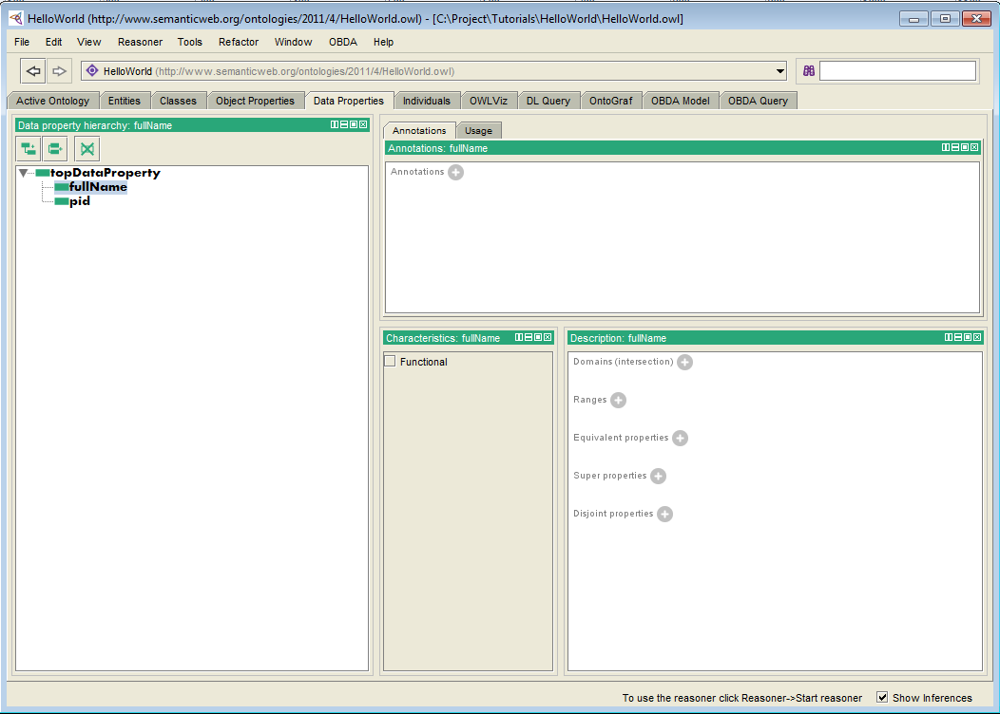 HelloWorld (http://www.semanticweb.org/ontologies/2011/4/HelloWorld.owl) - [C:\Project\Tutorials\HelloWorld\HelloWorld.owl]
File Edit View Reasoner Tools Refactor Window OBDA Help
HelloWorld (http://www.semanticweb.org/ontologies/2011/4/HelloWorld.owl)
Active Ontology Entities Classes Object Properties Data Properties Individuals OWLViz DL Query OntoGraf OBDA Model OBDA Query
Data property hierarchy: fullName
topDataProperty
fullName
pid
Annotations Usage
Annotations: fullName
Annotations
Characteristics: fullName
Functional
Description: fullName
Domains (intersection)
Ranges
Equivalent properties
Super properties
Disjoint properties
To use the reasoner click Reasoner->Start reasoner Show Inferences